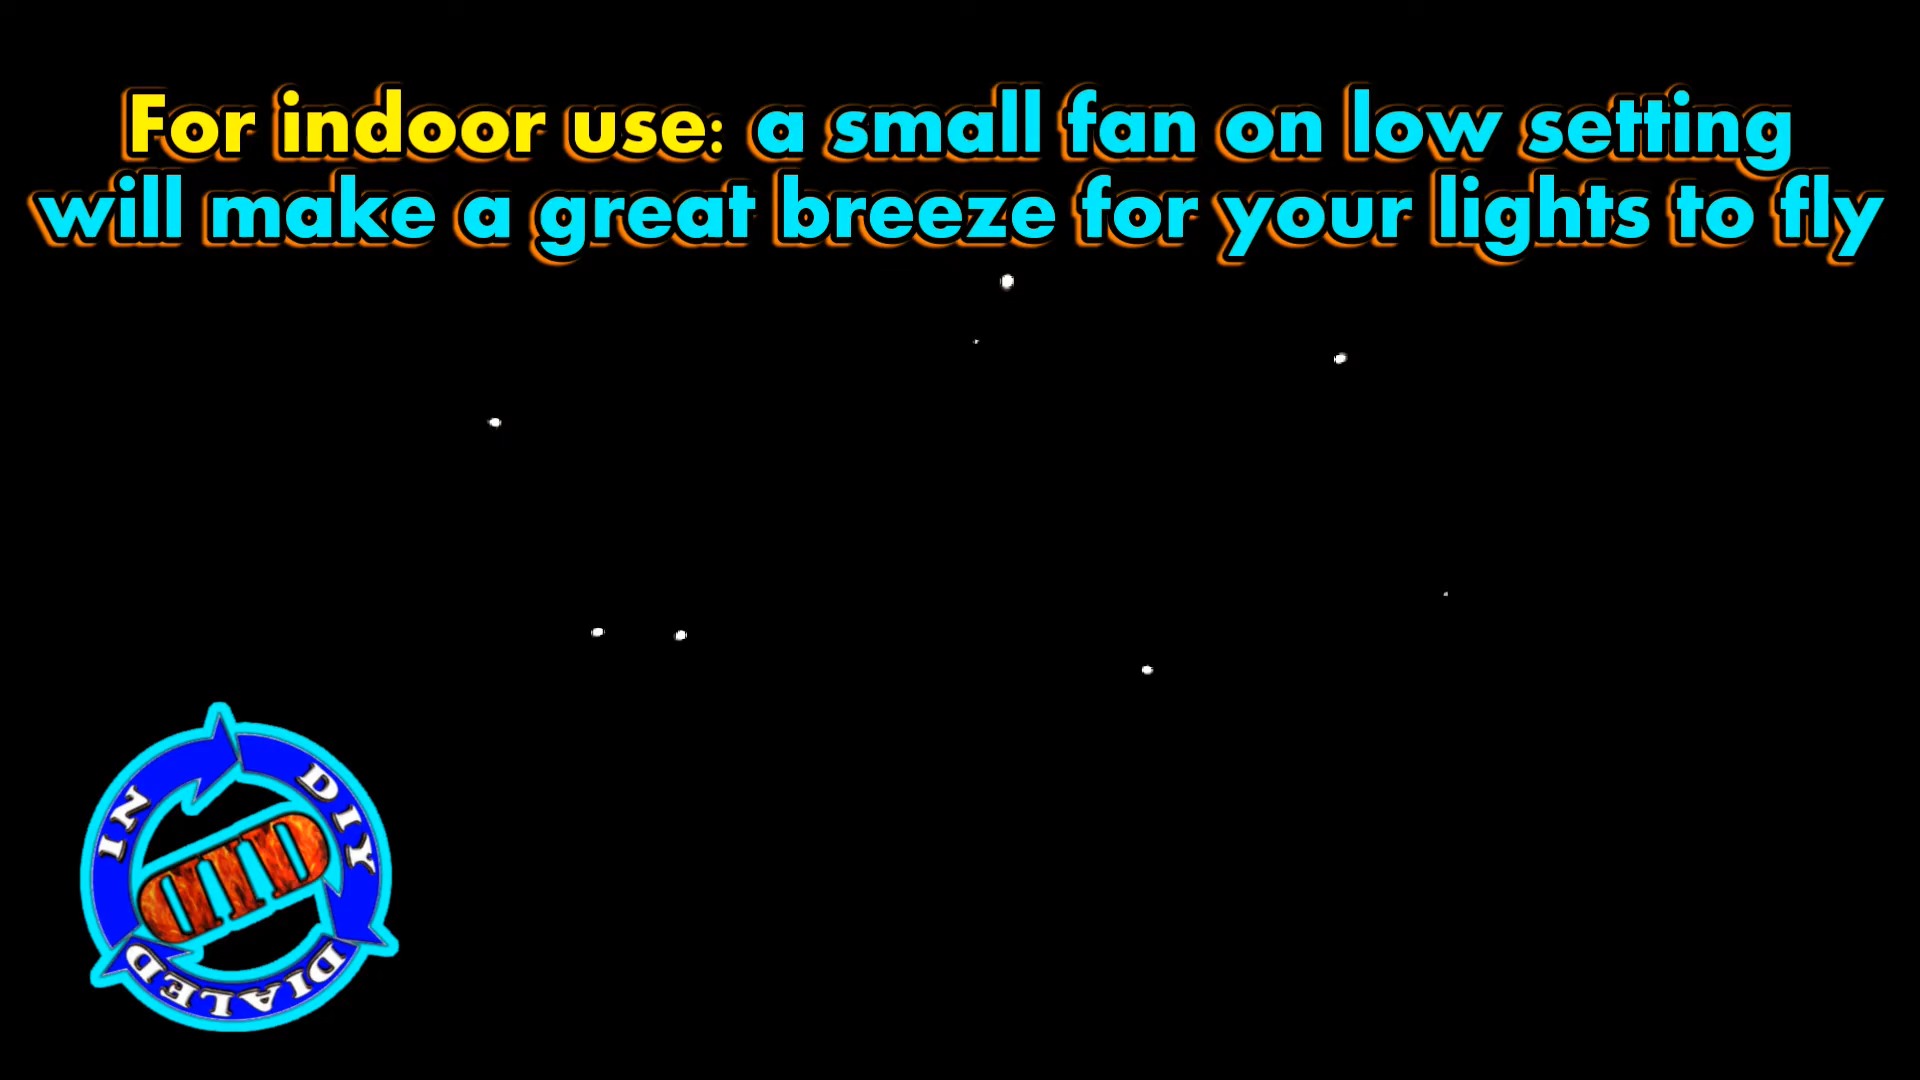 For indoor use: a small fan on low setting
will make a great breeze for your lights to fly
IN
DIY
DIALED
DIID